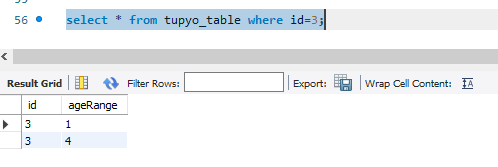 56 select * from tupyo_table where id=3;
Result Grid Filter Rows: Export: Wrap Cell Content:
id ageRange
3 1
3 4